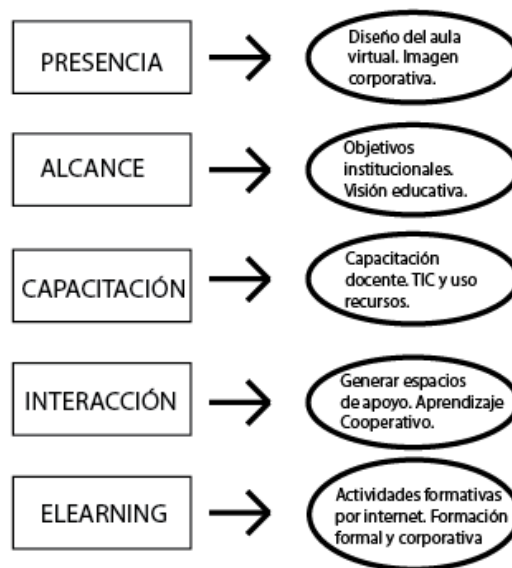 PRESENCIA
Diseño del aula
virtual. Imagen
corporativa.
ALCANCE
Objetivos
institucionales.
Visión educativa.
CAPACITACIÓN
Capacitación
docente. TIC y uso
recursos.
INTERACCIÓN
Generar espacios
de apoyo. Aprendizaje
Cooperativo.
ELEARNING
Actividades formativas
por internet. Formación
formal y corporativa